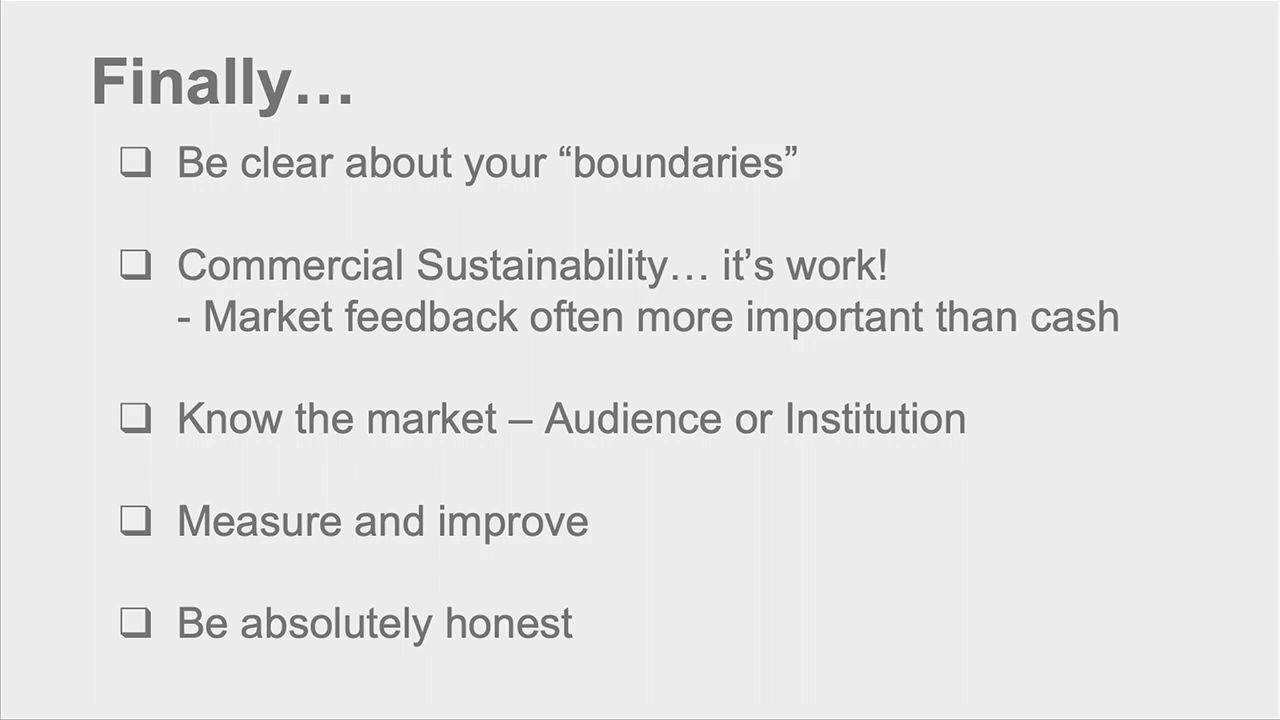 Finally…
❑ Be clear about your “boundaries”
❑ Commercial Sustainability… it’s work!
- Market feedback often more important than cash
❑ Know the market – Audience or Institution
❑ Measure and improve
❑ Be absolutely honest